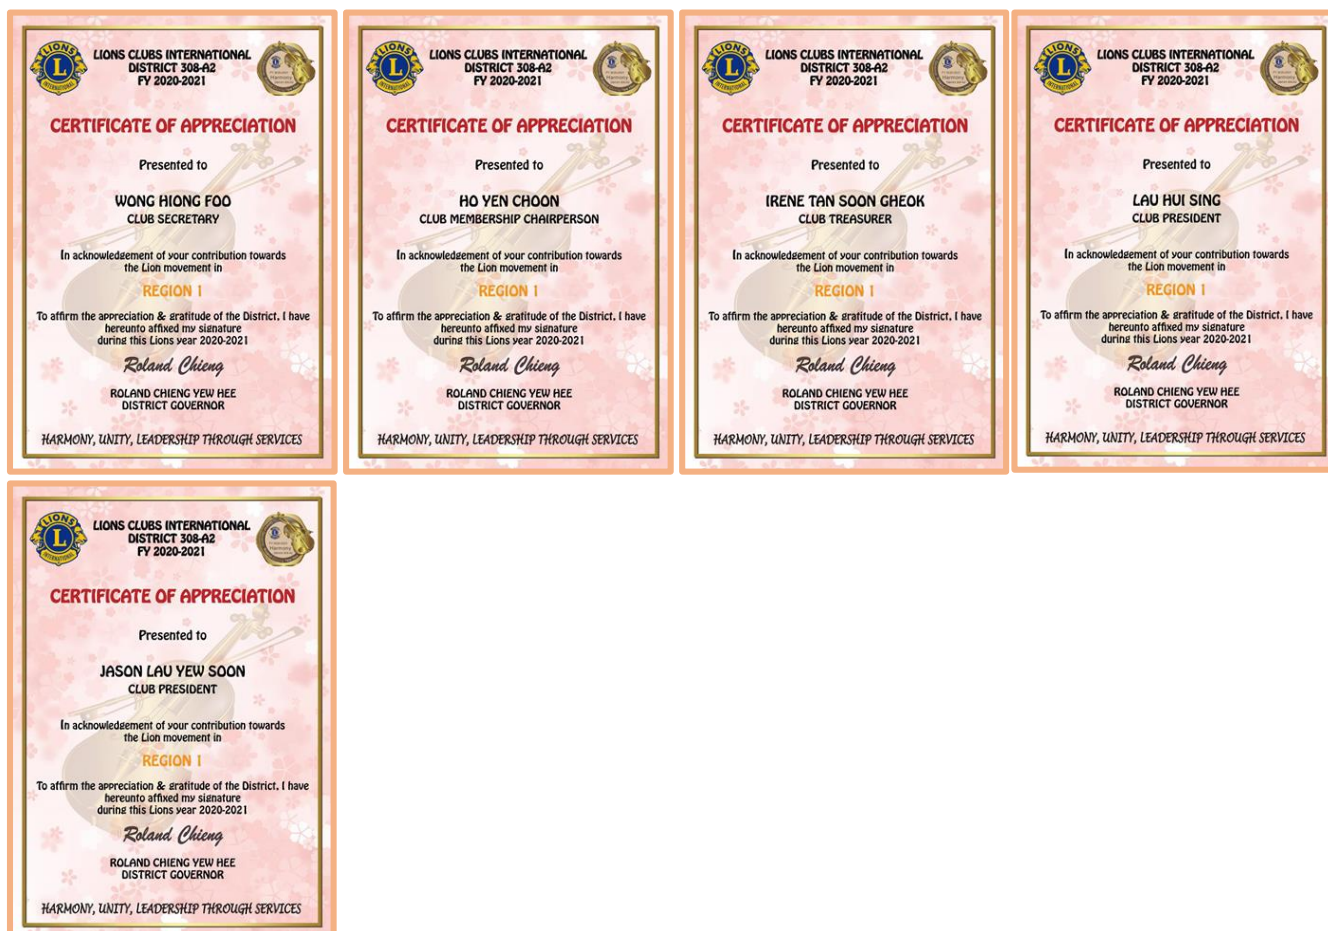 LIONS
L
INTERNATIONAL
LIONS CLUBS INTERNATIONAL
DISTRICT 308-A2
FY 2020-2021
Harmony
CERTIFICATE OF APPRECIATION
Presented to
WONG HIONG FOO
CLUB SECRETARY
In acknowledgement of your contribution towards
the Lion movement in
REGION 1
To affirm the appreciation & gratitude of the District, I have
hereunto affixed my signature
during this Lions year 2020-2021
Roland Chieng
ROLAND CHIENG YEW HEE
DISTRICT GOVERNOR
HARMONY, UNITY, LEADERSHIP THROUGH SERVICES
LIONS
L
INTERNATIONAL
LIONS CLUBS INTERNATIONAL
DISTRICT 308-A2
FY 2020-2021
Harmony
CERTIFICATE OF APPRECIATION
Presented to
HO YEN CHOON
CLUB MEMBERSHIP CHAIRPERSON
In acknowledgement of your contribution towards
the Lion movement in
REGION 1
To affirm the appreciation & gratitude of the District, I have
hereunto affixed my signature
during this Lions year 2020-2021
Roland Chieng
ROLAND CHIENG YEW HEE
DISTRICT GOVERNOR
HARMONY, UNITY, LEADERSHIP THROUGH SERVICES
LIONS
L
INTERNATIONAL
LIONS CLUBS INTERNATIONAL
DISTRICT 308-A2
FY 2020-2021
Harmony
CERTIFICATE OF APPRECIATION
Presented to
IRENE TAN SOON GHEOK
CLUB TREASURER
In acknowledgement of your contribution towards
the Lion movement in
REGION 1
To affirm the appreciation & gratitude of the District, I have
hereunto affixed my signature
during this Lions year 2020-2021
Roland Chieng
ROLAND CHIENG YEW HEE
DISTRICT GOVERNOR
HARMONY, UNITY, LEADERSHIP THROUGH SERVICES
LIONS
L
INTERNATIONAL
LIONS CLUBS INTERNATIONAL
DISTRICT 308-A2
FY 2020-2021
Harmony
CERTIFICATE OF APPRECIATION
Presented to
LAU HUI SING
CLUB PRESIDENT
In acknowledgement of your contribution towards
the Lion movement in
REGION 1
To affirm the appreciation & gratitude of the District, I have
hereunto affixed my signature
during this Lions year 2020-2021
Roland Chieng
ROLAND CHIENG YEW HEE
DISTRICT GOVERNOR
HARMONY, UNITY, LEADERSHIP THROUGH SERVICES
LIONS
L
INTERNATIONAL
LIONS CLUBS INTERNATIONAL
DISTRICT 308-A2
FY 2020-2021
Harmony
CERTIFICATE OF APPRECIATION
Presented to
JASON LAU YEW SOON
CLUB PRESIDENT
In acknowledgement of your contribution towards
the Lion movement in
REGION 1
To affirm the appreciation & gratitude of the District, I have
hereunto affixed my signature
during this Lions year 2020-2021
Roland Chieng
ROLAND CHIENG YEW HEE
DISTRICT GOVERNOR
HARMONY, UNITY, LEADERSHIP THROUGH SERVICES